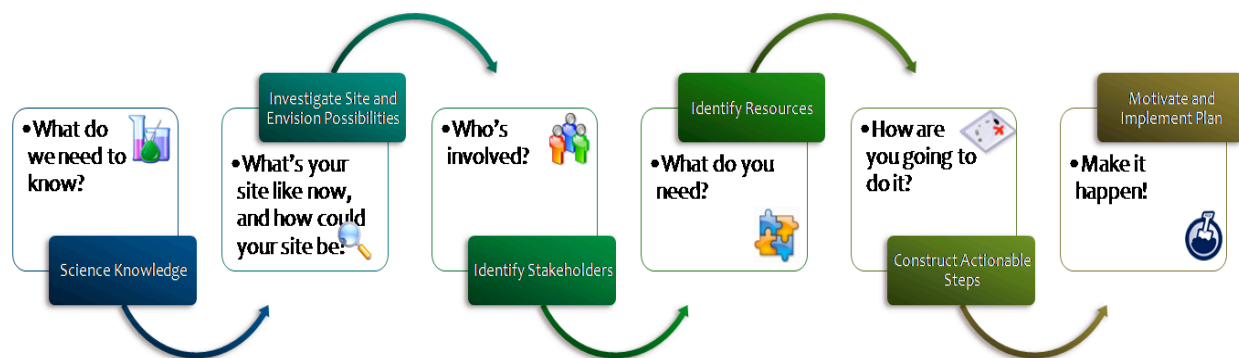 •What do
we need to
know?
Science Knowledge
Investigate Site and
Envision Possibilities
•What's your
site like now,
and how could
your site be?
•Who's
involved?
Identify Stakeholders
Identify Resources
•What do you
need?
•How are
you going to
do it?
Construct Actionable
Steps
Motivate and
Implement Plan
•Make it
happen!